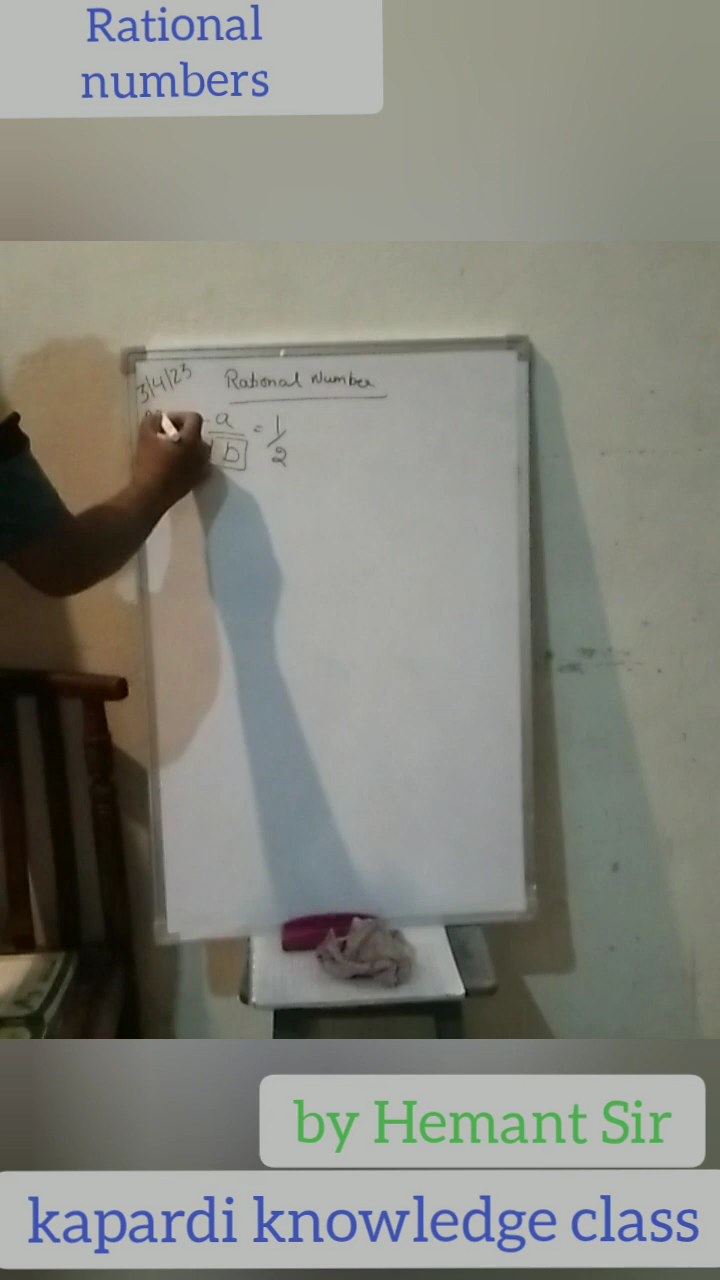 Rational
numbers
3/4/23 Rational Number
a/b = 1/2
by Hemant Sir
kapardi knowledge class